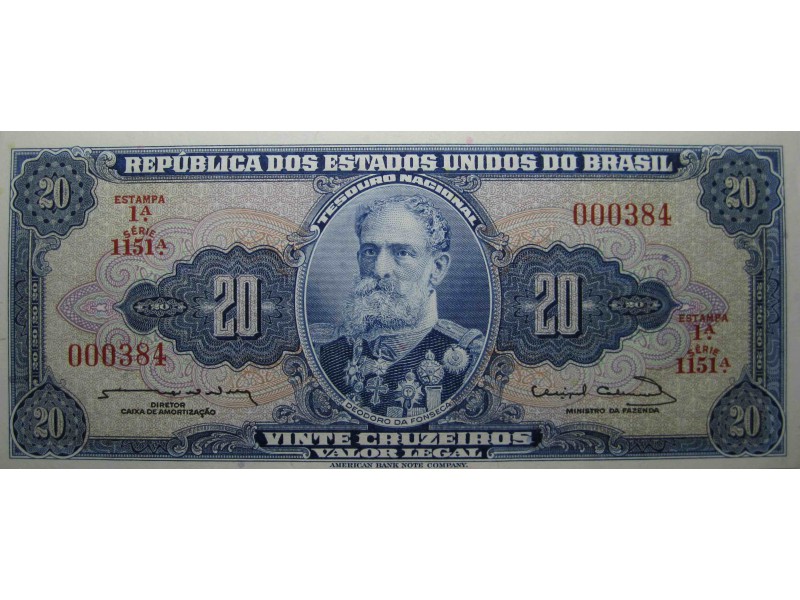 REPÚBLICA DOS ESTADOS UNIDOS DO BRASIL
TESOURO NACIONAL
20
20
ESTAMPA
1ª
SÉRIE
1151ª
000384
20
20
000384
ESTAMPA
1ª
SÉRIE
1151ª
DIRETOR
CAIXA DE AMORTIZAÇÃO
DEODORO DA FONSECA
MINISTRO DA FAZENDA
20
20
VINTE CRUZEIROS
VALOR LEGAL
AMERICAN BANK NOTE COMPANY.